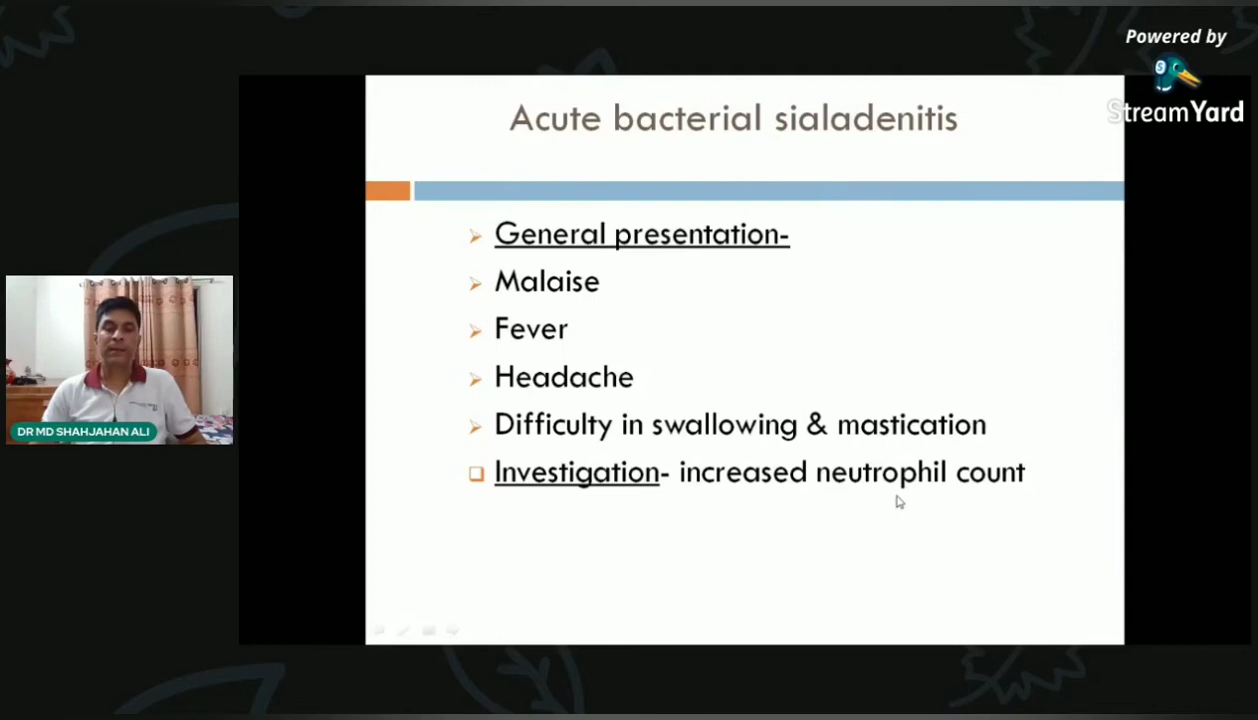 Powered by
StreamYard
Acute bacterial sialadenitis
General presentation-
Malaise
Fever
Headache
Difficulty in swallowing & mastication
Investigation- increased neutrophil count
DR MD SHAHJAHAN ALI